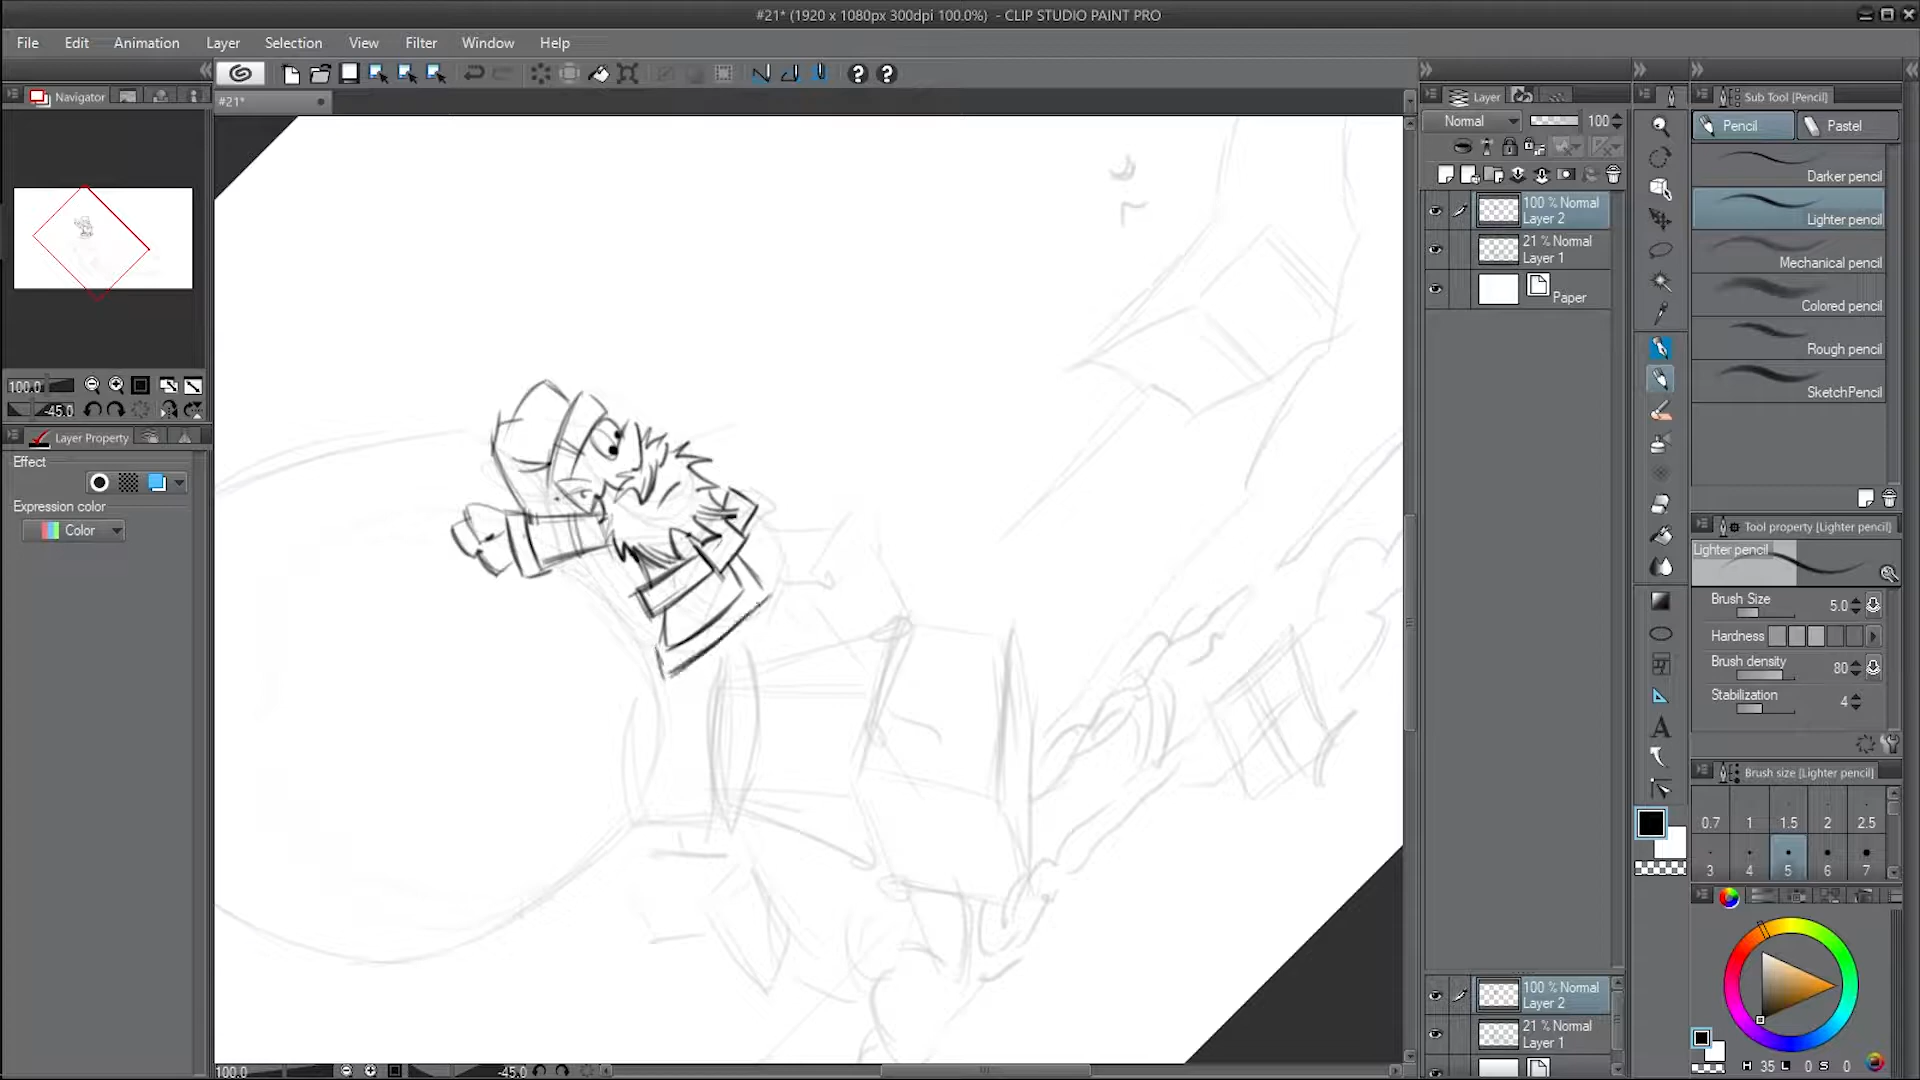 #21* (1920 x 1080px 300dpi 100.0%) - CLIP STUDIO PAINT PRO
File Edit Animation Layer Selection View Filter Window Help
Navigator
#21*
100.0
-45.0
Layer Property
Effect
Expression color
Color
100.0 -45.0
Layer
Normal 100
100 % Normal
Layer 2
21 % Normal
Layer 1
Paper
100 % Normal
Layer 2
21 % Normal
Layer 1
Sub Tool [Pencil]
Pencil Pastel
Darker pencil
Lighter pencil
Mechanical pencil
Colored pencil
Rough pencil
SketchPencil
Tool property [Lighter pencil]
Lighter pencil
Brush Size 5.0
Hardness
Brush density 80
Stabilization 4
Brush size [Lighter pencil]
0.7 1 1.5 2 2.5
3 4 5 6 7
H 35 L 0 S 0